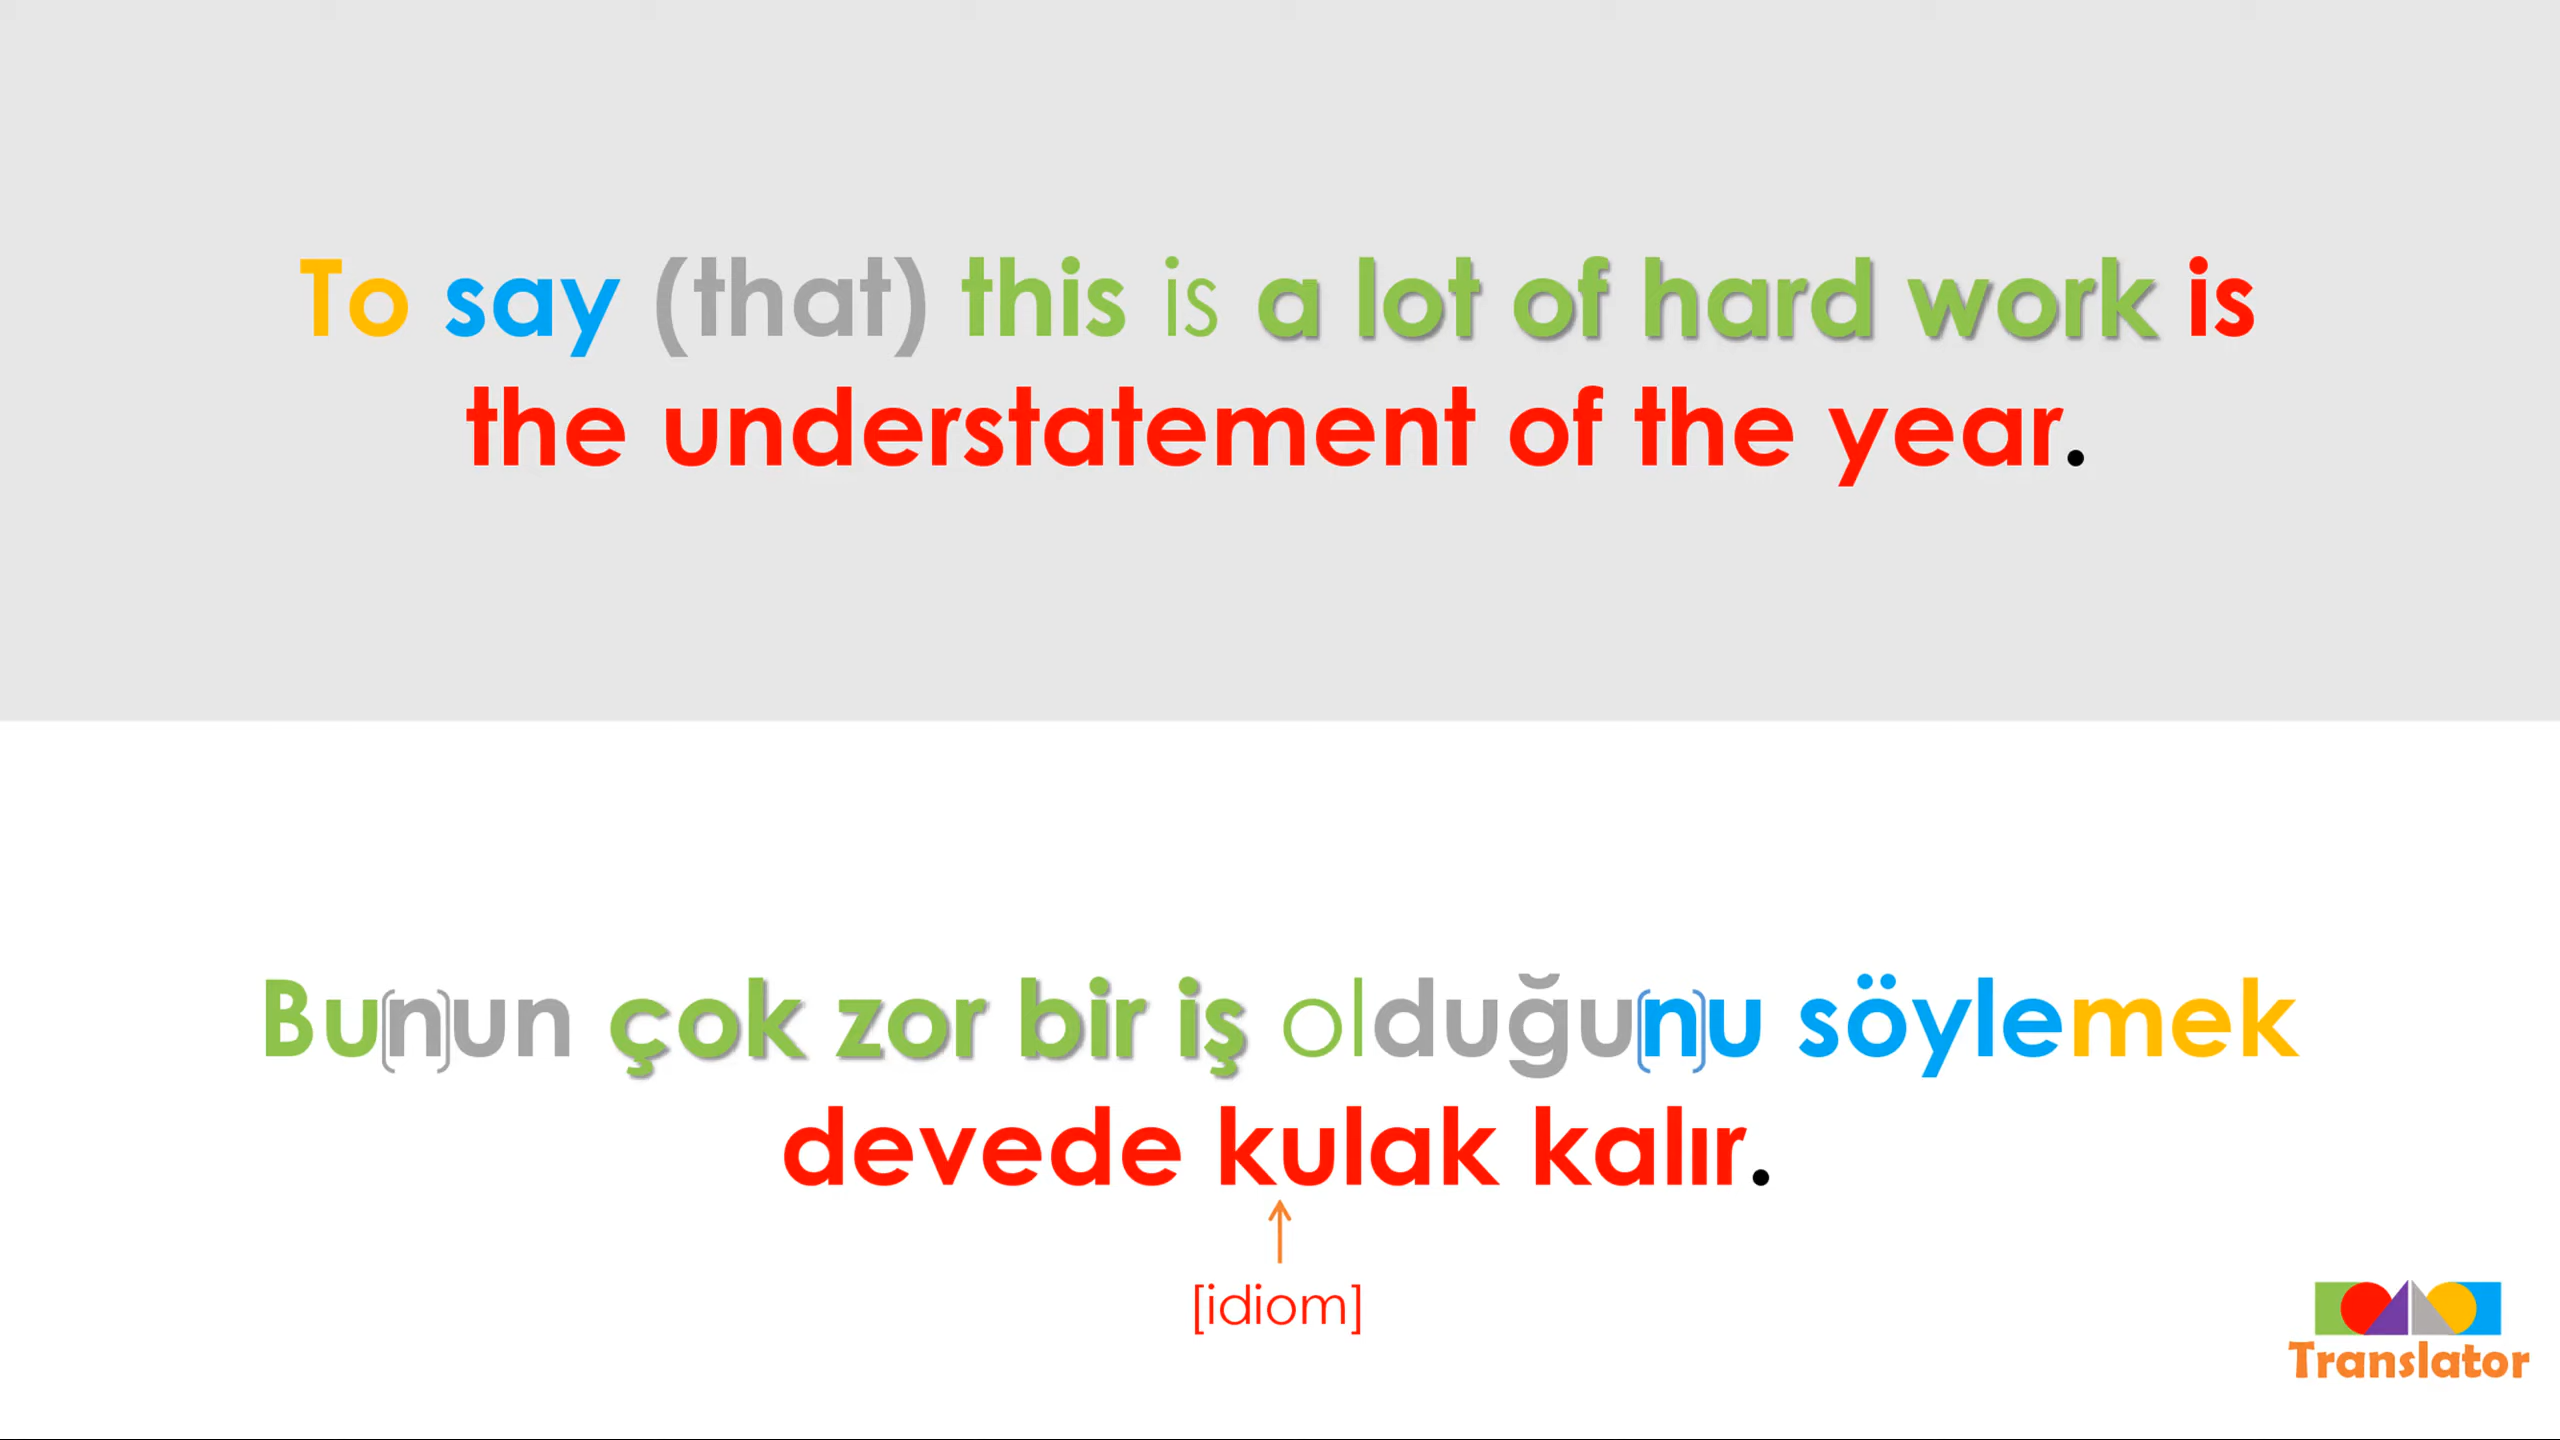 To say (that) this is a lot of hard work is
the understatement of the year.
Bu(n)un çok zor bir iş olduğu(n)u söylemek
devede kulak kalır.
[idiom]
Translator